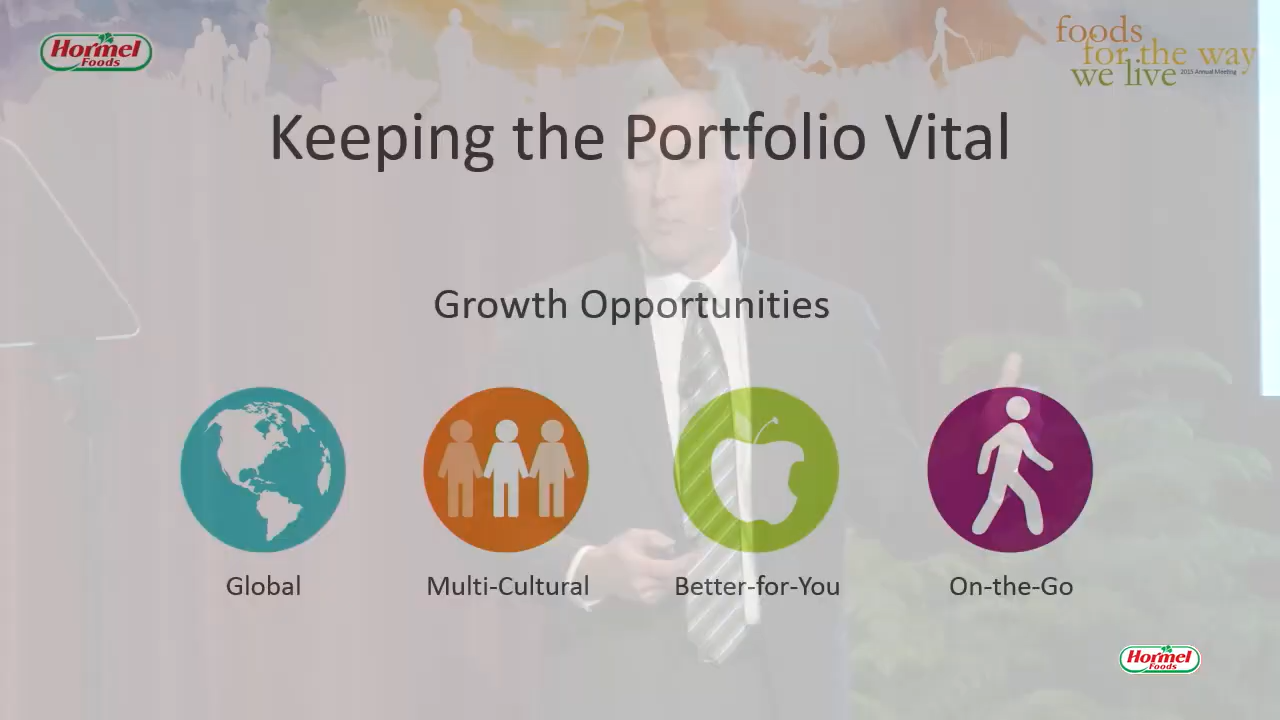 Hormel
Foods
foods
for the way
we live
2015 Annual Meeting
Keeping the Portfolio Vital
Growth Opportunities
Global
Multi-Cultural
Better-for-You
On-the-Go
Hormel
Foods